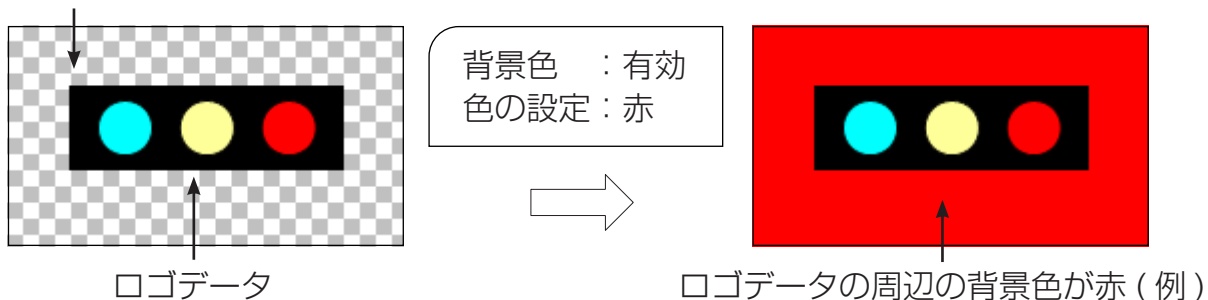 背景色　：有効
色の設定：赤
ロゴデータ
ロゴデータの周辺の背景色が赤 ( 例 )